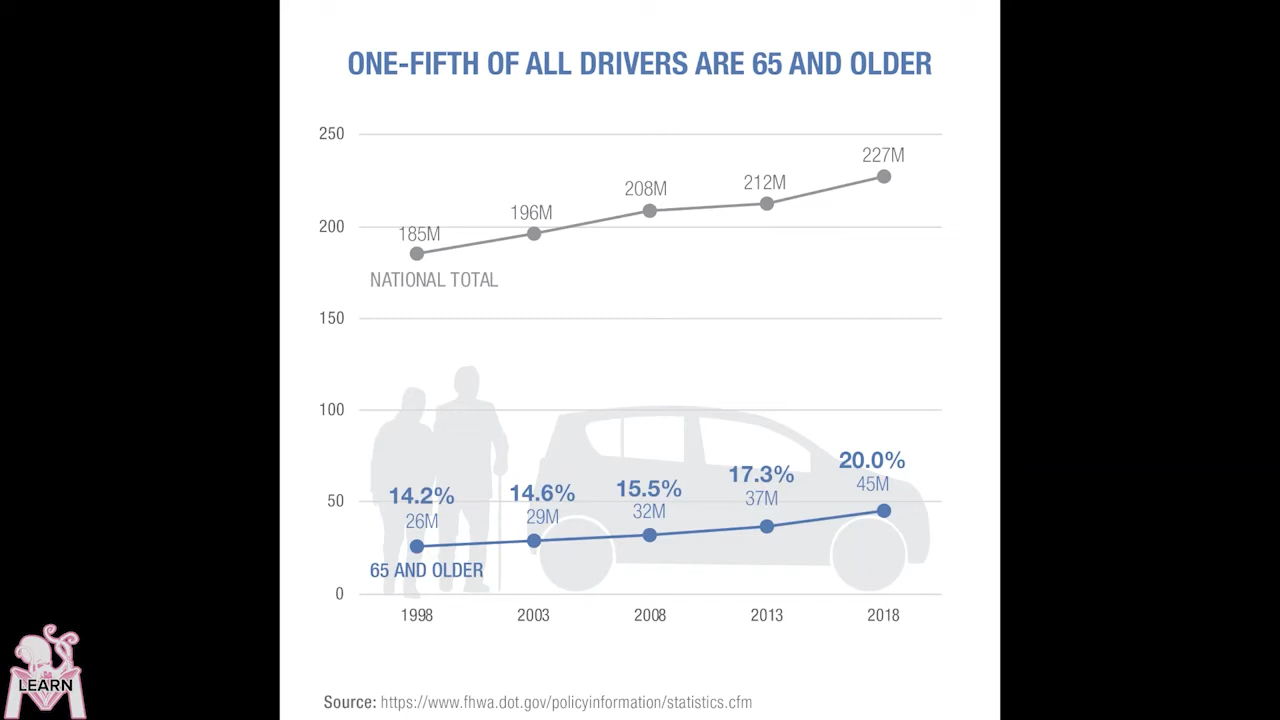 ONE-FIFTH OF ALL DRIVERS ARE 65 AND OLDER
250
227M
212M
208M
196M
200
185M
NATIONAL TOTAL
150
100
20.0%
45M
17.3%
37M
15.5%
32M
14.6%
29M
14.2%
26M
50
65 AND OLDER
0
1998 2003 2008 2013 2018
LEARN
Source: https://www.fhwa.dot.gov/policyinformation/statistics.cfm